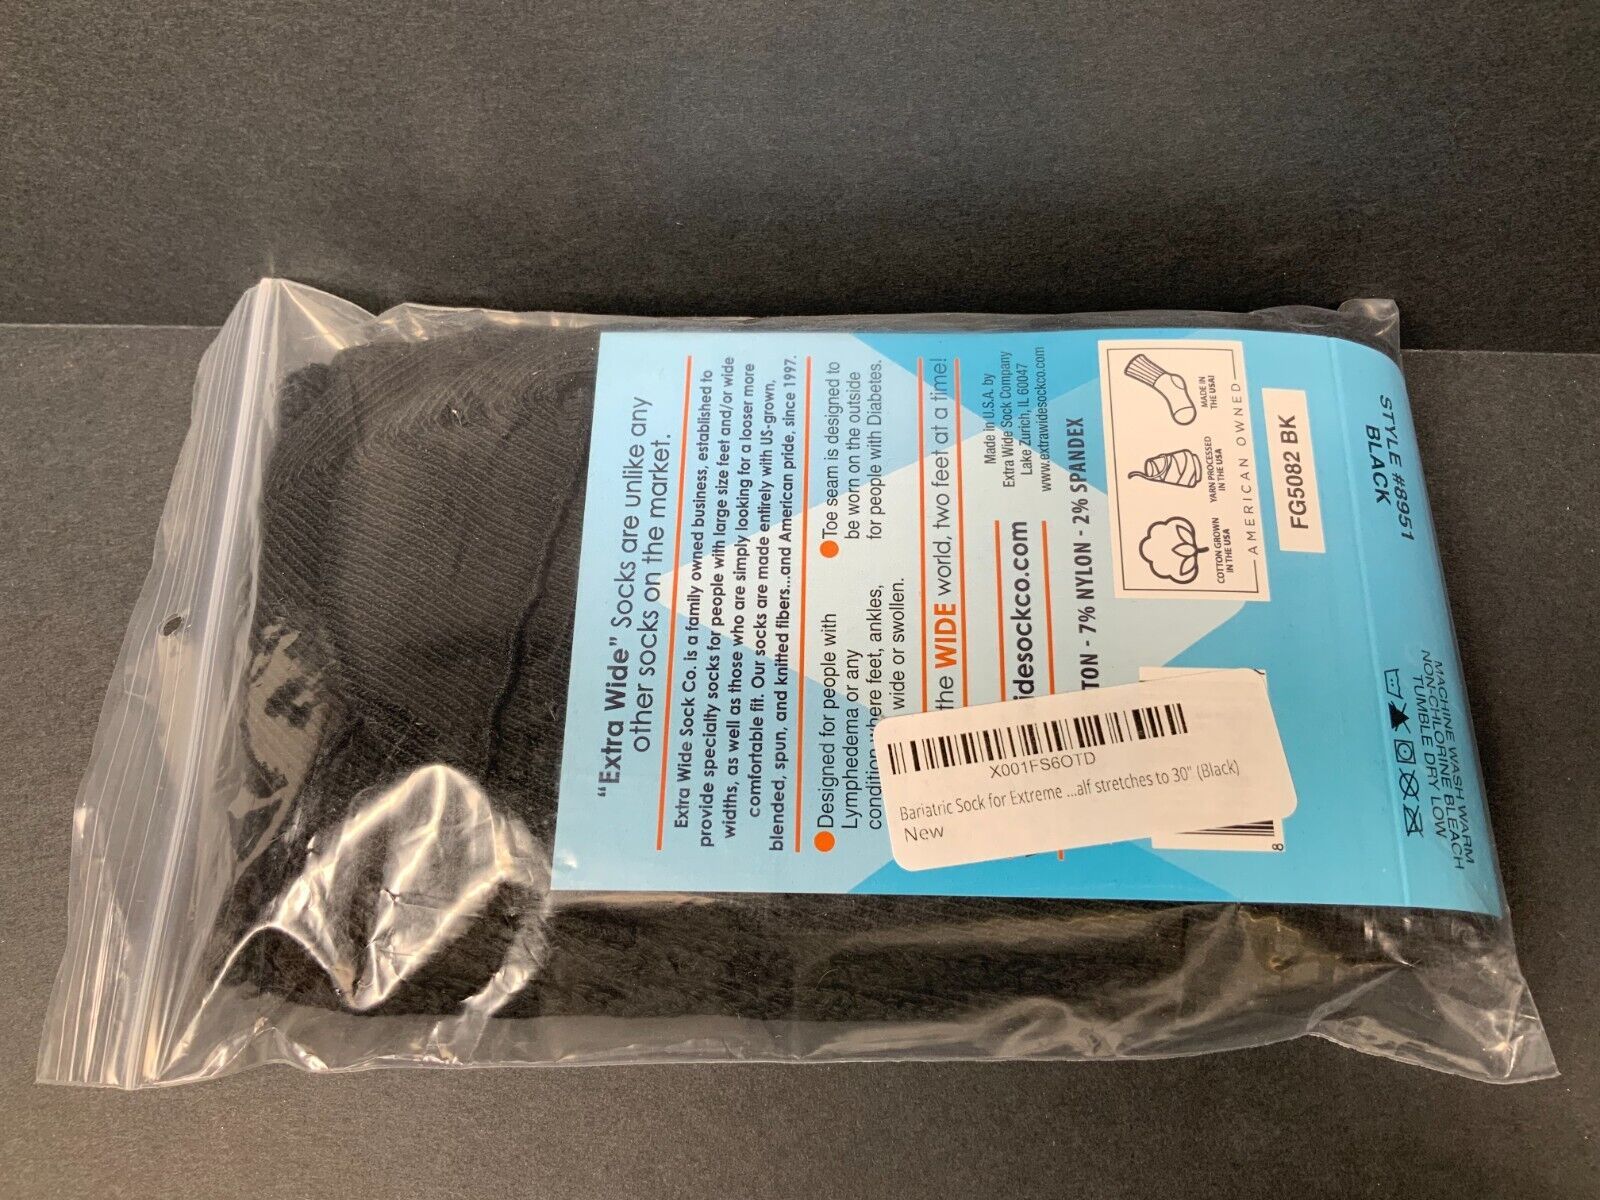 "Extra Wide" Socks are unlike any
other socks on the market.
Extra Wide Sock Co. is a family owned business, established to
provide specialty socks for people with large size feet and/or wide
widths, as well as those who are simply looking for a looser more
comfortable fit. Our socks are made entirely with US-grown,
blended, spun, and knitted fibers...and American pride, since 1997.
Designed for people with
Lymphedema or any
condition where feet, ankles,
wide or swollen.
Toe seam is designed to
be worn on the outside
for people with Diabetes.
the WIDE world, two feet at a time!
idesockco.com
Made in U.S.A. by
Extra Wide Sock Company
Lake Zurich, IL 60047
www.extrawidesockco.com
TON - 7% NYLON - 2% SPANDEX
COTTON GROWN
IN THE USA
YARN PROCESSED
IN THE USA
MADE IN
THE USA!
AMERICAN OWNED
FG5082 BK
8
X001FS6OTD
Bariatric Sock for Extreme ...alf stretches to 30" (Black)
New
STYLE #8951
BLACK
MACHINE WASH WARM
NON-CHLORINE BLEACH
TUMBLE DRY LOW